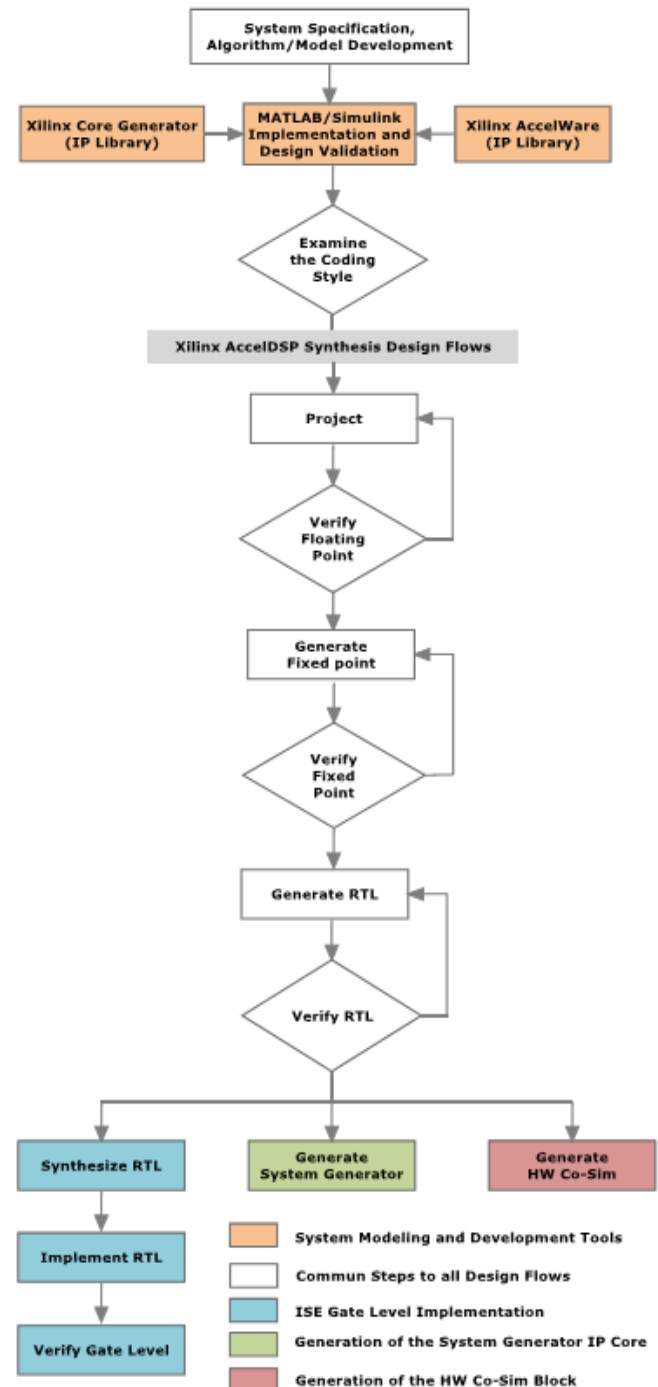 System Specification,
Algorithm/Model Development
Xilinx Core Generator
(IP Library)
MATLAB/Simulink
Implementation and
Design Validation
Xilinx AccelWare
(IP Library)
Examine
the Coding
Style
Xilinx AccelDSP Synthesis Design Flows
Project
Verify
Floating
Point
Generate
Fixed point
Verify
Fixed
Point
Generate RTL
Verify RTL
Synthesize RTL
Generate
System Generator
Generate
HW Co-Sim
Implement RTL
Verify Gate Level
System Modeling and Development Tools
Commun Steps to all Design Flows
ISE Gate Level Implementation
Generation of the System Generator IP Core
Generation of the HW Co-Sim Block